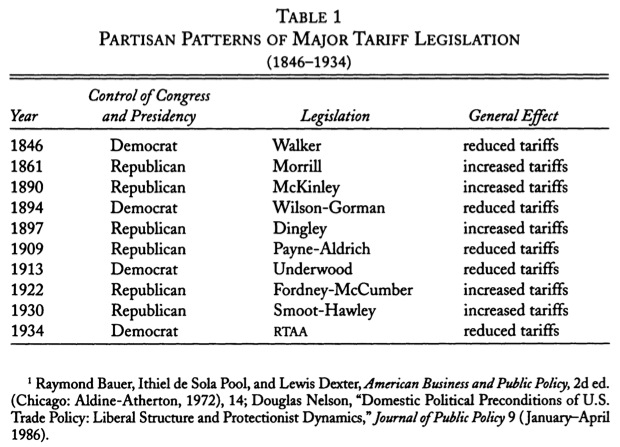 TABLE 1
PARTISAN PATTERNS OF MAJOR TARIFF LEGISLATION
(1846–1934)
Control of Congress
Year and Presidency Legislation General Effect
1846 Democrat Walker reduced tariffs
1861 Republican Morrill increased tariffs
1890 Republican McKinley increased tariffs
1894 Democrat Wilson-Gorman reduced tariffs
1897 Republican Dingley increased tariffs
1909 Republican Payne-Aldrich reduced tariffs
1913 Democrat Underwood reduced tariffs
1922 Republican Fordney-McCumber increased tariffs
1930 Republican Smoot-Hawley increased tariffs
1934 Democrat RTAA reduced tariffs
¹ Raymond Bauer, Ithiel de Sola Pool, and Lewis Dexter, American Business and Public Policy, 2d ed.
(Chicago: Aldine-Atherton, 1972), 14; Douglas Nelson, “Domestic Political Preconditions of U.S.
Trade Policy: Liberal Structure and Protectionist Dynamics,” Journal of Public Policy 9 (January–April
1986).